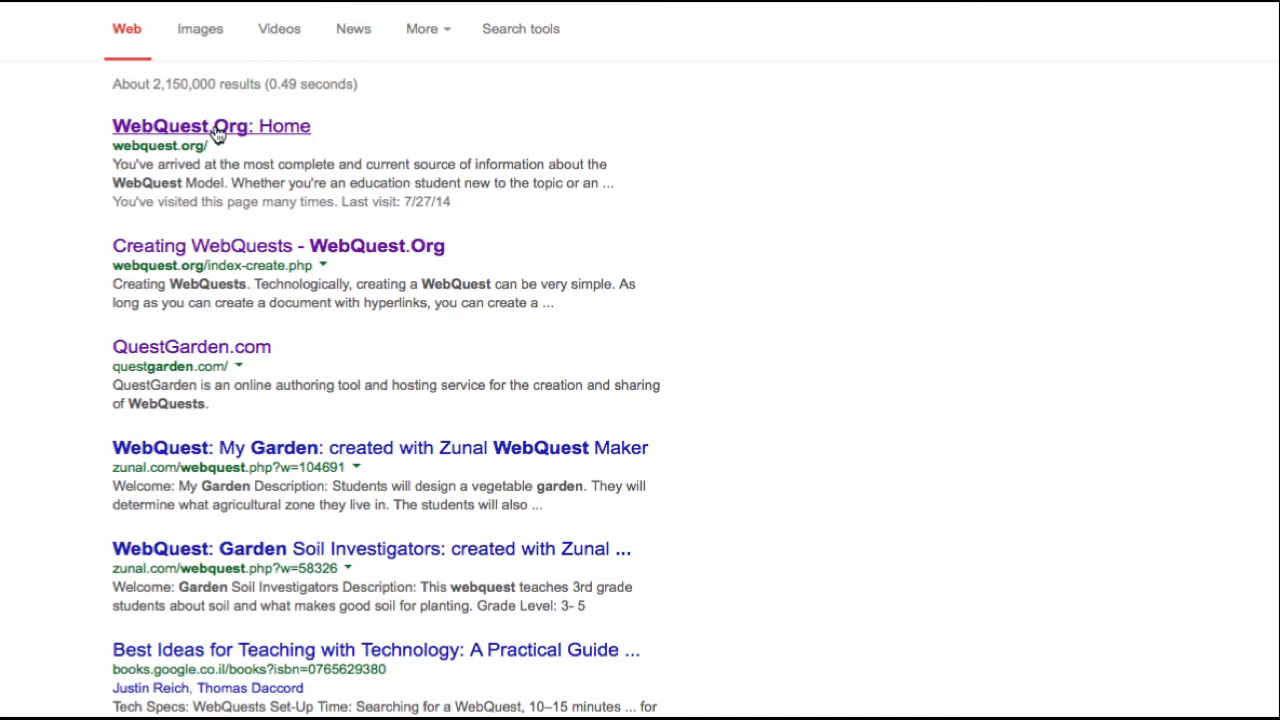 Web Images Videos News More Search tools
About 2,150,000 results (0.49 seconds)
WebQuest.Org: Home
webquest.org/
You've arrived at the most complete and current source of information about the
WebQuest Model. Whether you're an education student new to the topic or an ...
You've visited this page many times. Last visit: 7/27/14
Creating WebQuests - WebQuest.Org
webquest.org/index-create.php
Creating WebQuests. Technologically, creating a WebQuest can be very simple. As
long as you can create a document with hyperlinks, you can create a ...
QuestGarden.com
questgarden.com/
QuestGarden is an online authoring tool and hosting service for the creation and sharing
of WebQuests.
WebQuest: My Garden: created with Zunal WebQuest Maker
zunal.com/webquest.php?w=104691
Welcome: My Garden Description: Students will design a vegetable garden. They will
determine what agricultural zone they live in. The students will also ...
WebQuest: Garden Soil Investigators: created with Zunal ...
zunal.com/webquest.php?w=58326
Welcome: Garden Soil Investigators Description: This webquest teaches 3rd grade
students about soil and what makes good soil for planting. Grade Level: 3- 5
Best Ideas for Teaching with Technology: A Practical Guide ...
books.google.co.il/books?isbn=0765629380
Justin Reich, Thomas Daccord
Tech Specs: WebQuests Set-Up Time: Searching for a WebQuest, 10–15 minutes ... for